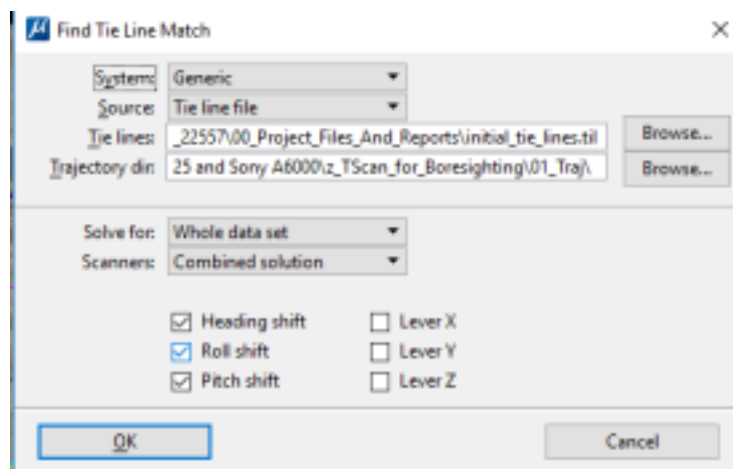 Find Tie Line Match
System: Generic
Source: Tie line file
Tie lines: _22557\00_Project_Files_And_Reports\initial_tie_lines.til Browse...
Trajectory dir: 25 and Sony A6000\z_TScan_for_Boresighting\01_Traj\ Browse...
Solve for: Whole data set
Scanners: Combined solution
Heading shift Lever X
Roll shift Lever Y
Pitch shift Lever Z
OK Cancel